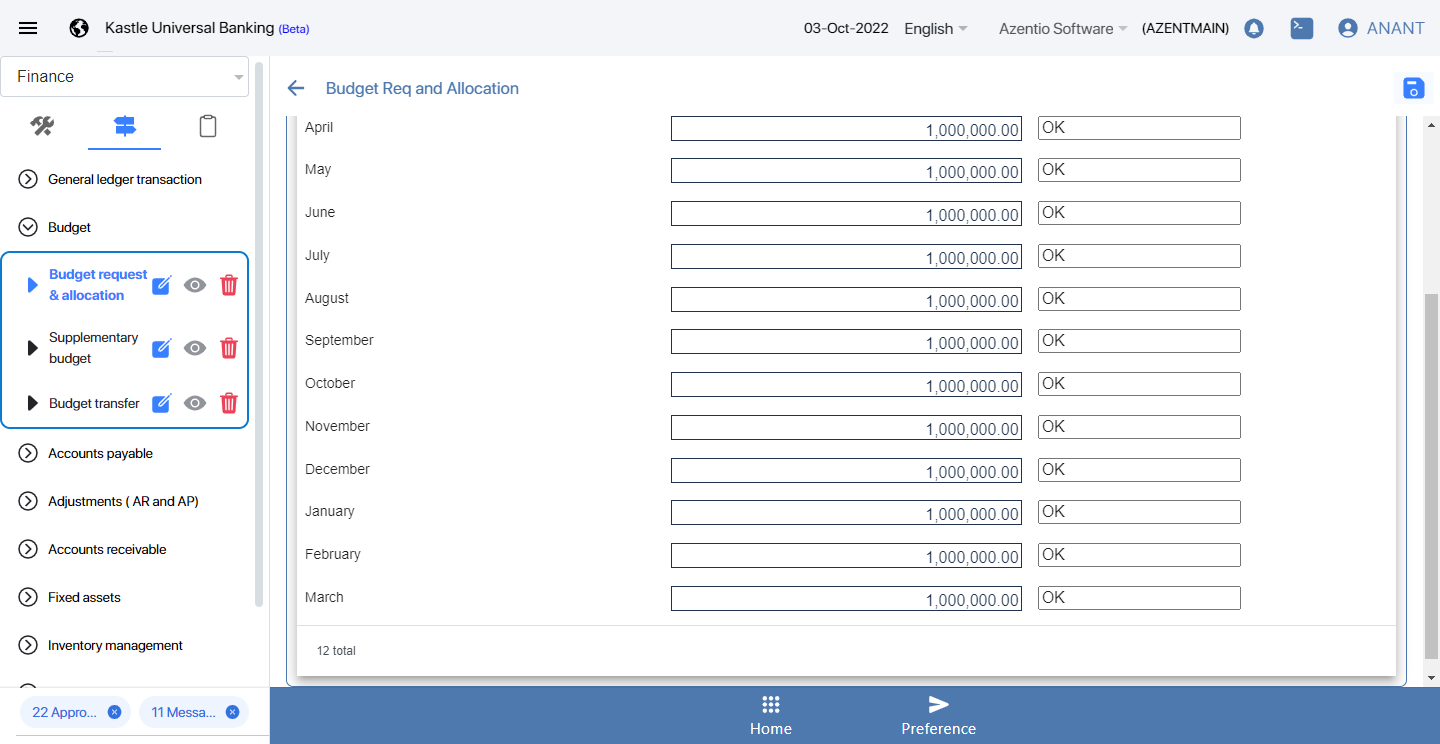 Kastle Universal Banking (Beta)
03-Oct-2022
English
Azentio Software
(AZENTMAIN)
ANANT
Finance
General ledger transaction
Budget
Budget request
& allocation
Supplementary
budget
Budget transfer
Accounts payable
Adjustments ( AR and AP)
Accounts receivable
Fixed assets
Inventory management
22 Appro...
11 Messa...
Budget Req and Allocation
April 1,000,000.00 OK
May 1,000,000.00 OK
June 1,000,000.00 OK
July 1,000,000.00 OK
August 1,000,000.00 OK
September 1,000,000.00 OK
October 1,000,000.00 OK
November 1,000,000.00 OK
December 1,000,000.00 OK
January 1,000,000.00 OK
February 1,000,000.00 OK
March 1,000,000.00 OK
12 total
Home
Preference